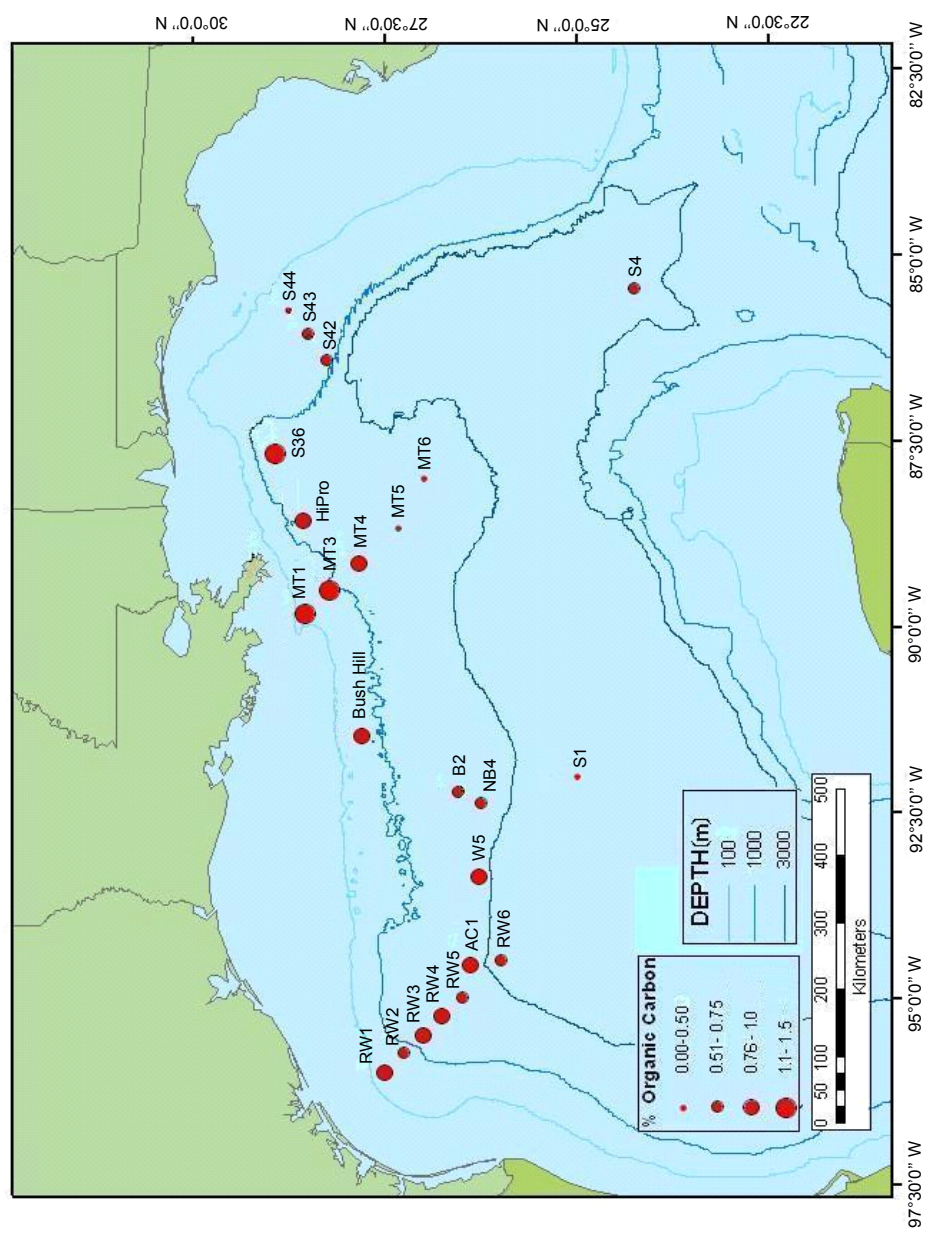 30°0'0" N
27°30'0" N
25°0'0" N
22°30'0" N
S44
S43
S42
S36
HiPro
MT1
MT3
MT4
MT5
MT6
S4
Bush Hill
B2
NB4
W5
S1
RW1
RW2
RW3
RW4
RW5
AC1
RW6
% Organic Carbon
0.00-0.50
0.51- 0.75
0.76- 1.0
1.1- 1.5
DEPTH(m)
100
1000
3000
0 50 100 200 300 400 500
Kilometers
97°30'0" W
95°0'0" W
92°30'0" W
90°0'0" W
87°30'0" W
85°0'0" W
82°30'0" W